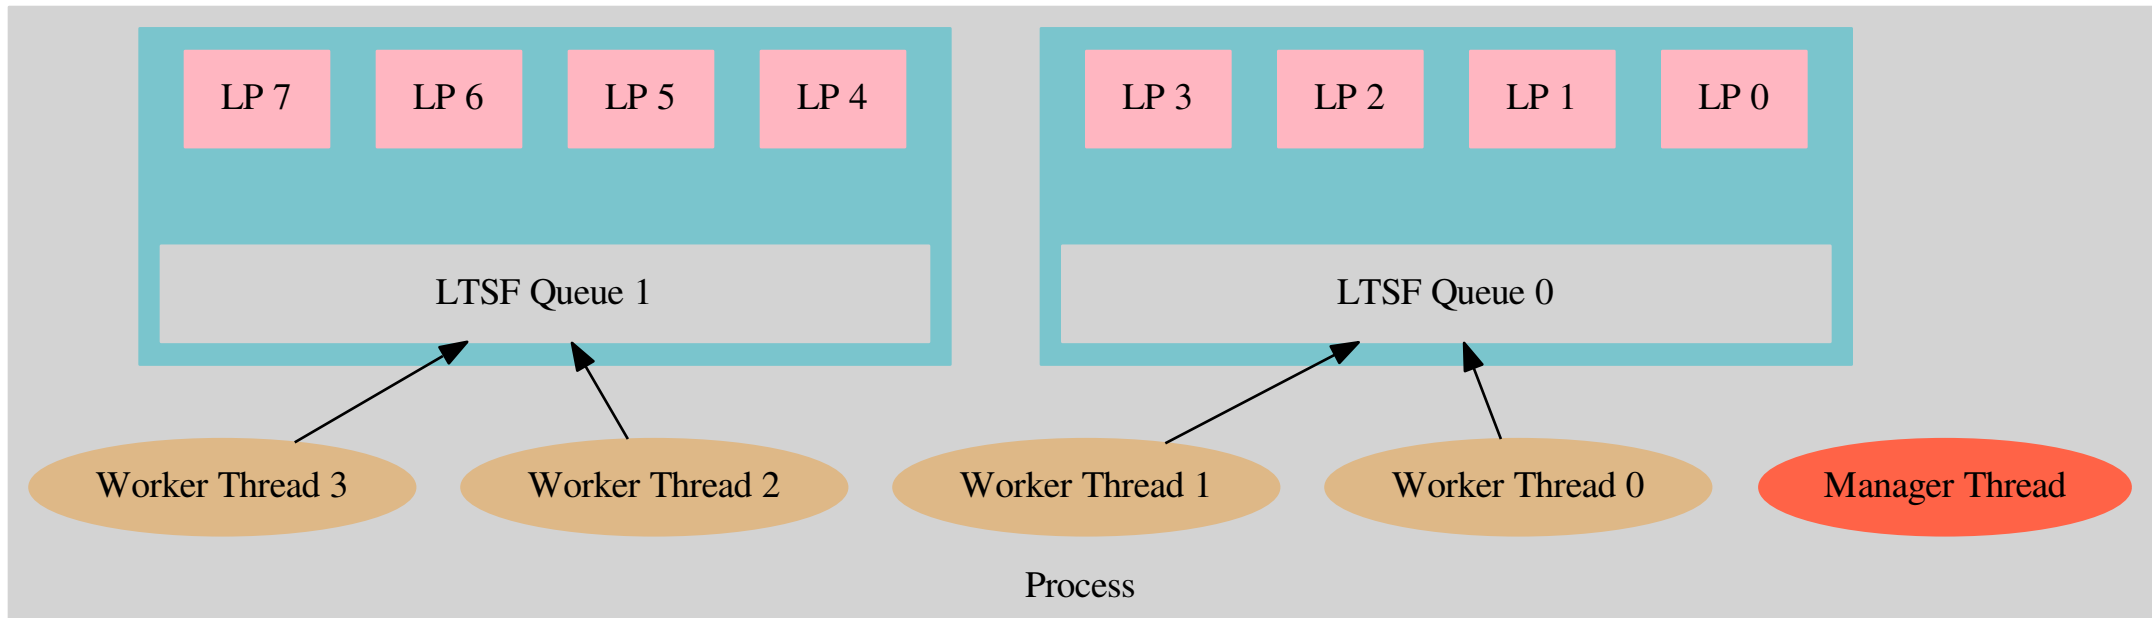 LP 7
LP 6
LP 5
LP 4
LP 3
LP 2
LP 1
LP 0
LTSF Queue 1
LTSF Queue 0
Worker Thread 3
Worker Thread 2
Worker Thread 1
Worker Thread 0
Manager Thread
Process